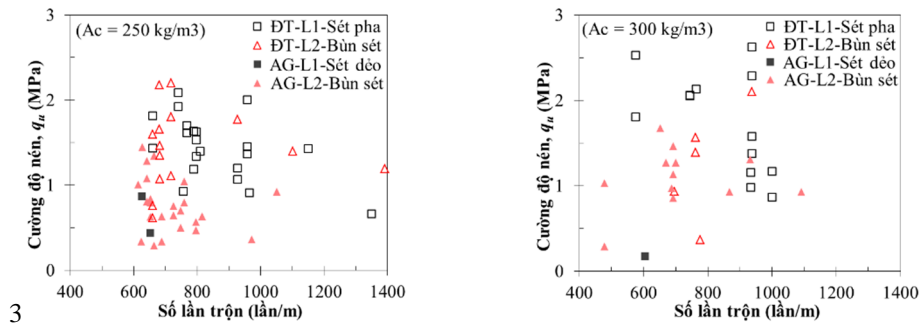 3
(Ac = 250 kg/m3)
ĐT-L1-Sét pha
ĐT-L2-Bùn sét
AG-L1-Sét dẻo
AG-L2-Bùn sét
Cường độ nén, qu (MPa)
3
2
1
0
400 600 800 1000 1200 1400
Số lần trộn (lần/m)
(Ac = 300 kg/m3)
ĐT-L1-Sét pha
ĐT-L2-Bùn sét
AG-L1-Sét dẻo
AG-L2-Bùn sét
Cường độ nén, qu (MPa)
3
2
1
0
400 600 800 1000 1200 1400
Số lần trộn (lần/m)